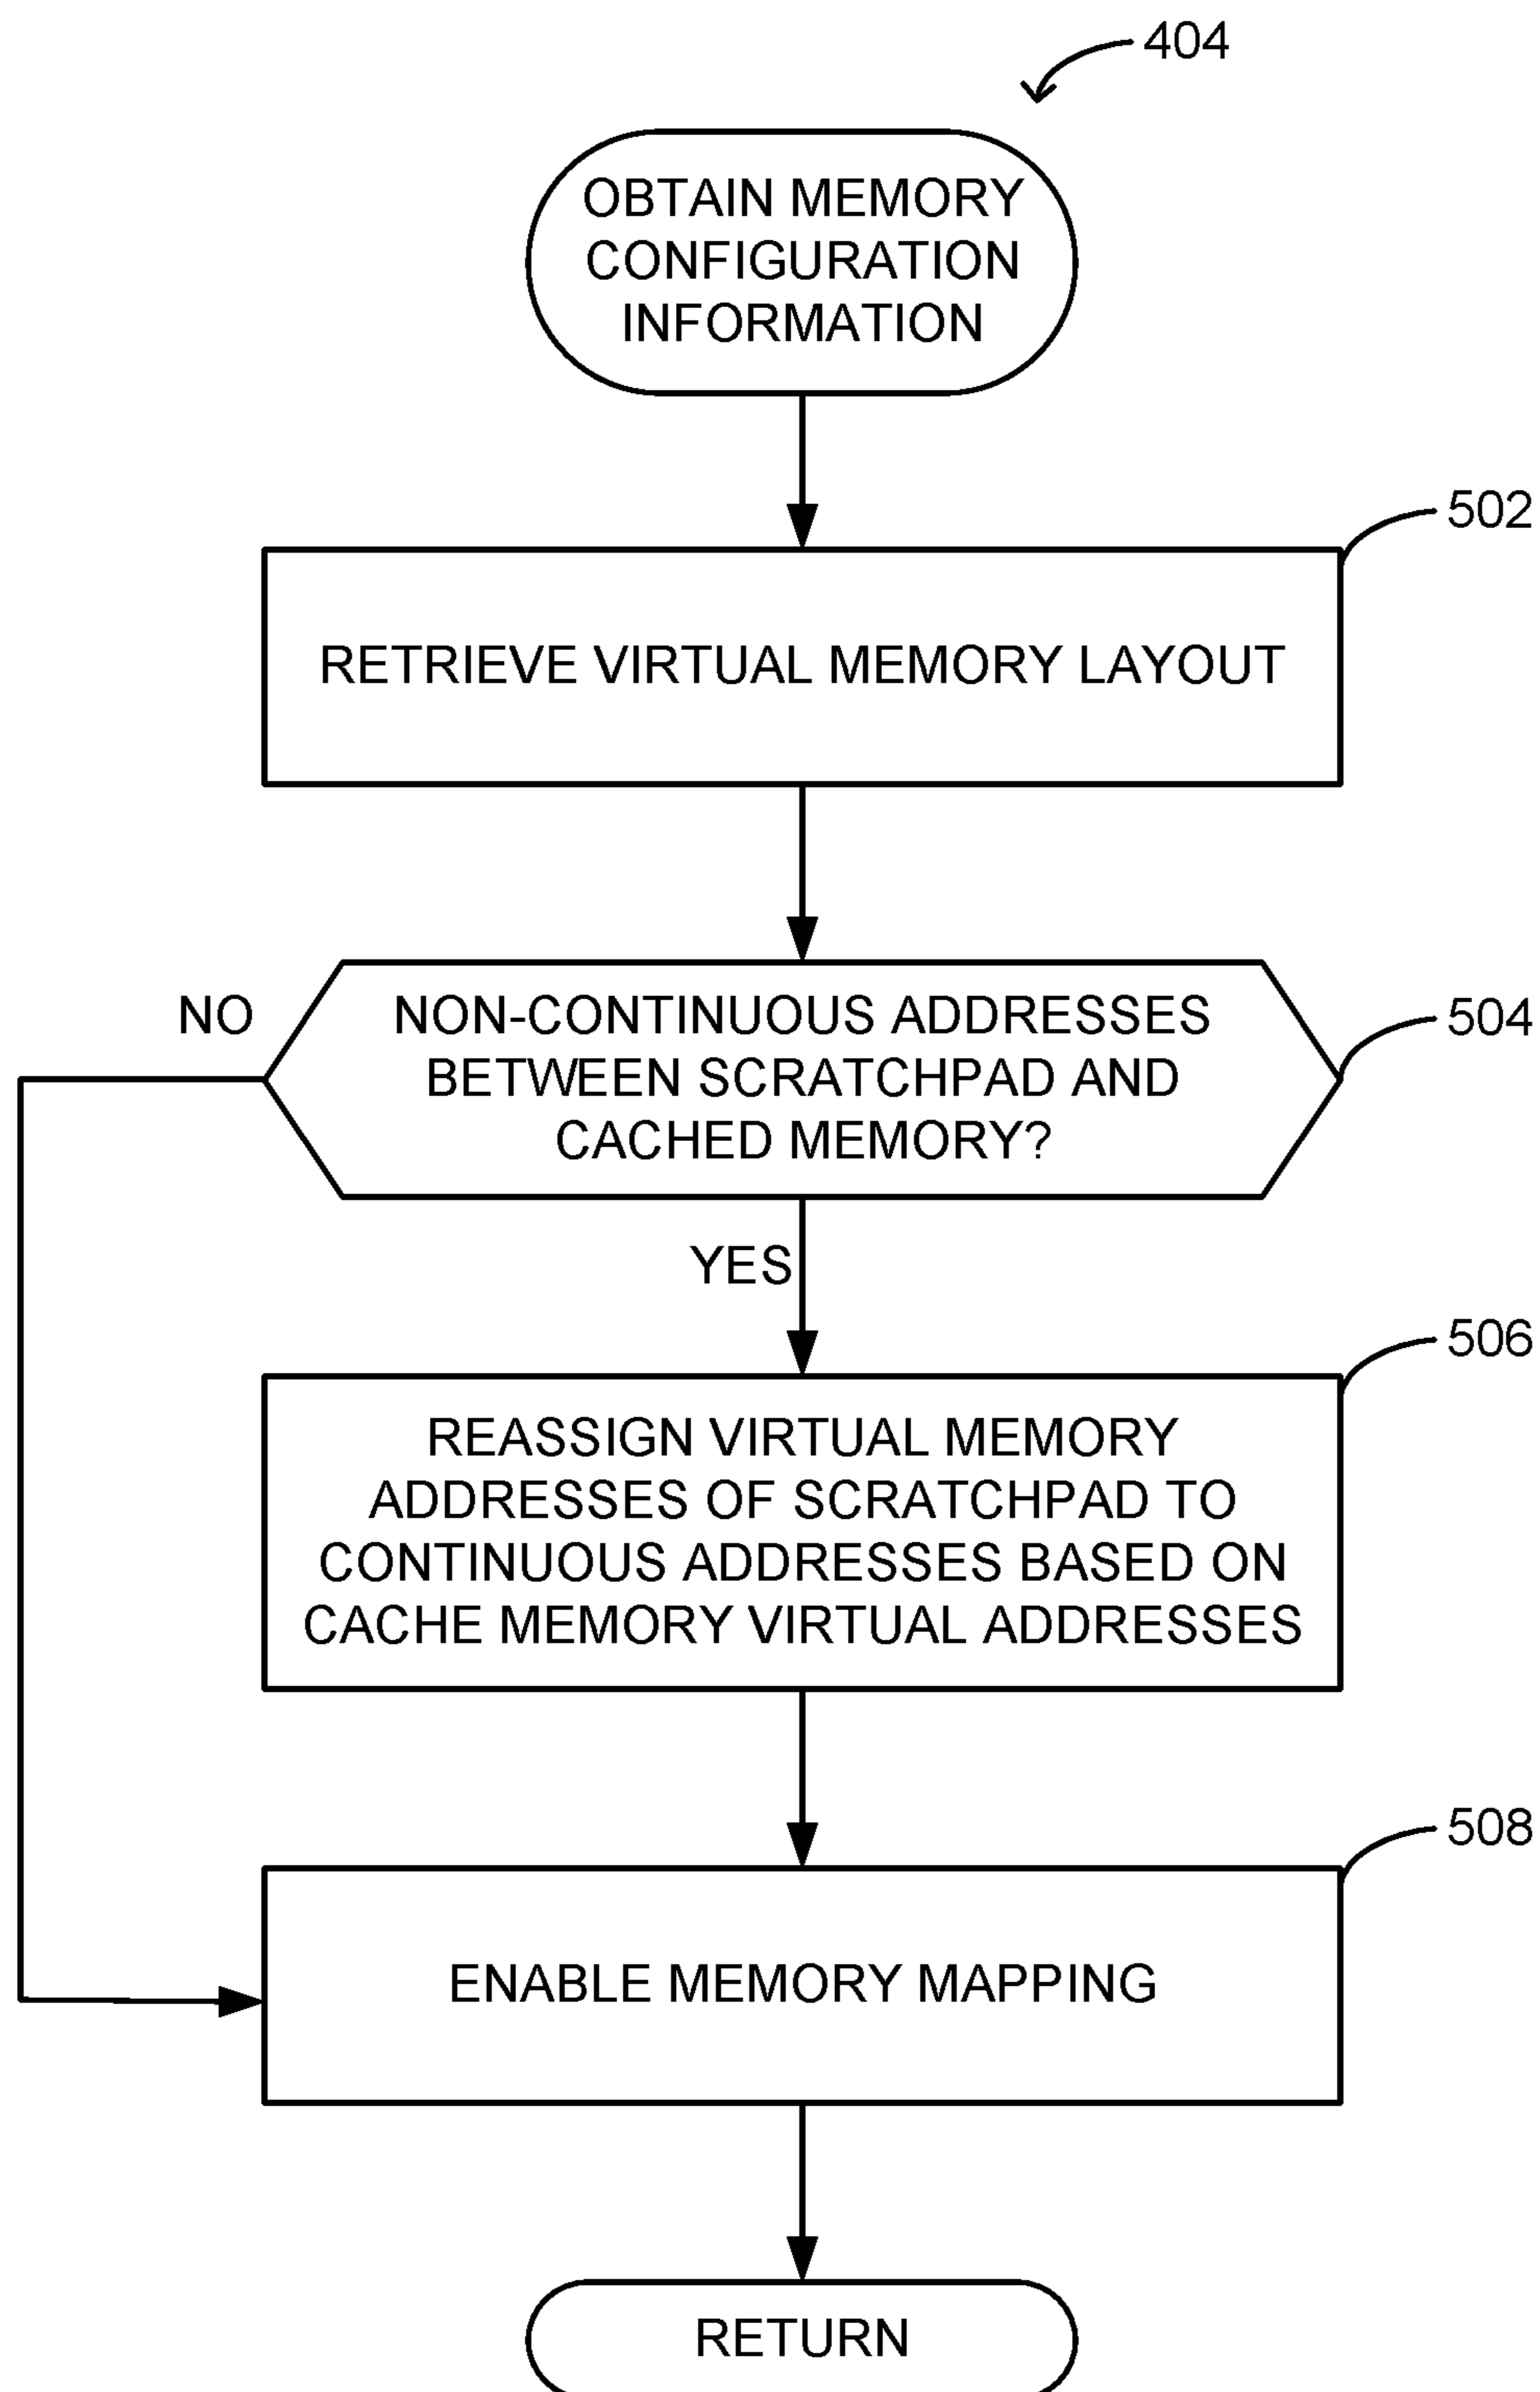 404
OBTAIN MEMORY
CONFIGURATION
INFORMATION
502
RETRIEVE VIRTUAL MEMORY LAYOUT
NO
NON-CONTINUOUS ADDRESSES
BETWEEN SCRATCHPAD AND
CACHED MEMORY?
504
YES
506
REASSIGN VIRTUAL MEMORY
ADDRESSES OF SCRATCHPAD TO
CONTINUOUS ADDRESSES BASED ON
CACHE MEMORY VIRTUAL ADDRESSES
508
ENABLE MEMORY MAPPING
RETURN